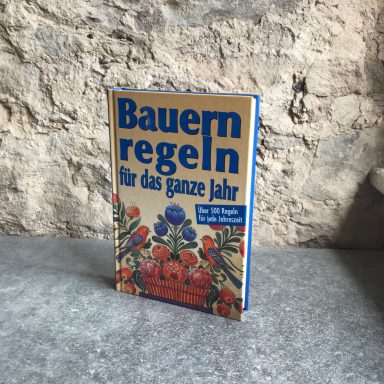 Bauern
regeln
für das ganze Jahr
Über 500 Regeln
für jede Jahreszeit